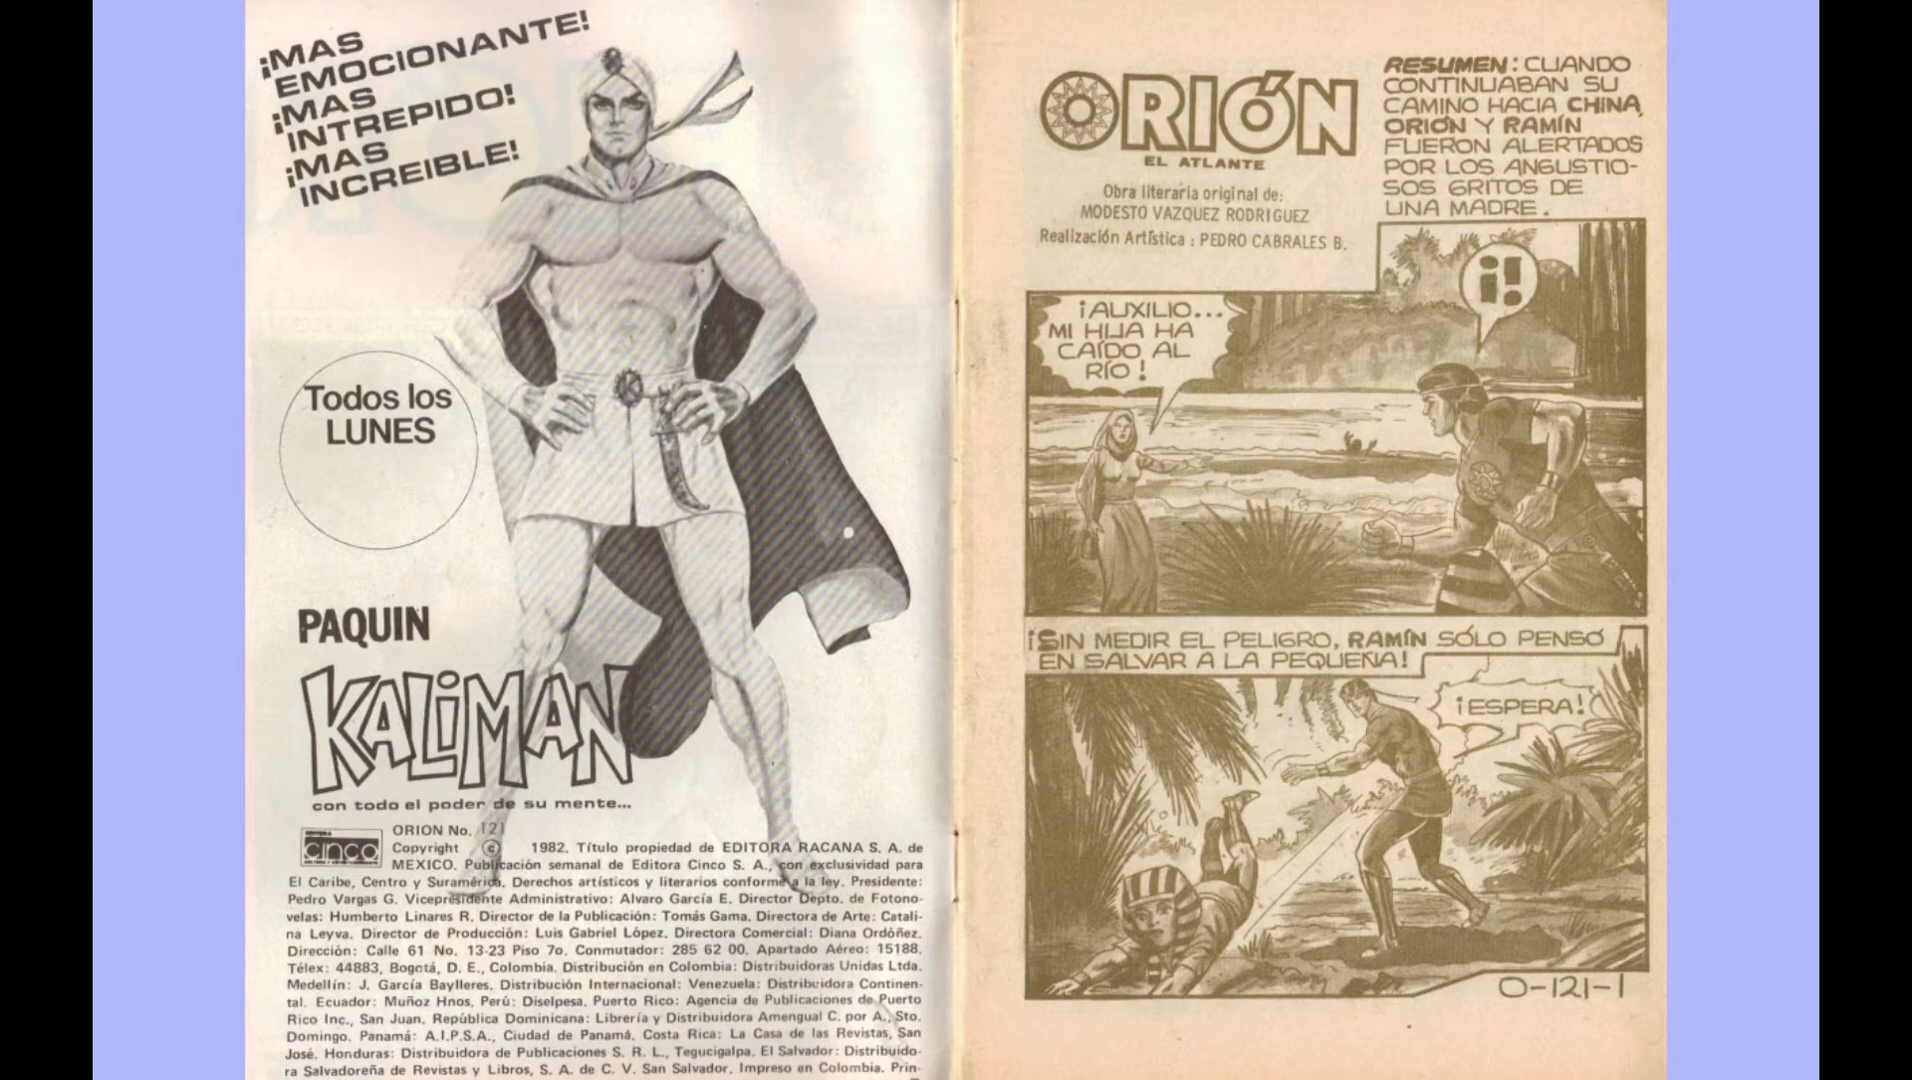 ¡MAS
¡EMOCIONANTE!
¡MAS
INTREPIDO!
¡MAS
INCREIBLE!
Todos los
LUNES
PAQUIN
KALIMAN
con todo el poder de su mente...
EDITORA
cinco
ORION No. 121
Copyright © 1982. Título propiedad de EDITORA RACANA S. A. de
MEXICO. Publicación semanal de Editora Cinco S. A., con exclusividad para
El Caribe, Centro y Suramérica. Derechos artísticos y literarios conforme a la ley. Presidente:
Pedro Vargas G. Vicepresidente Administrativo: Alvaro García E. Director Depto. de Fotono-
velas: Humberto Linares R. Director de la Publicación: Tomás Gama. Directora de Arte: Catali-
na Leyva. Director de Producción: Luis Gabriel López. Directora Comercial: Diana Ordóñez.
Dirección: Calle 61 No. 13-23 Piso 7o. Conmutador: 285 62 00. Apartado Aéreo: 15188.
Télex: 44883, Bogotá, D. E., Colombia. Distribución en Colombia: Distribuidoras Unidas Ltda.
Medellín: J. García Baylleres. Distribución Internacional: Venezuela: Distribuidora Continen-
tal. Ecuador: Muñoz Hnos. Perú: Diselpesa. Puerto Rico: Agencia de Publicaciones de Puerto
Rico Inc., San Juan. República Dominicana: Librería y Distribuidora Amengual C. por A., Sto.
Domingo. Panamá: A.I.P.S.A., Ciudad de Panamá. Costa Rica: La Casa de las Revistas, San
José. Honduras: Distribuidora de Publicaciones S. R. L., Tegucigalpa. El Salvador: Distribuido-
ra Salvadoreña de Revistas y Libros, S. A. de C. V. San Salvador. Impreso en Colombia. Prin-
ORIÓN
EL ATLANTE
Obra literaria original de:
MODESTO VAZQUEZ RODRIGUEZ
Realización Artística : PEDRO CABRALES B.
RESUMEN: CUANDO
CONTINUABAN SU
CAMINO HACIA CHINA,
ORIÓN Y RAMÍN
FUERON ALERTADOS
POR LOS ANGUSTIO-
SOS GRITOS DE
UNA MADRE.
¡AUXILIO...
MI HIJA HA
CAÍDO AL
RÍO!
¡!
¡SIN MEDIR EL PELIGRO, RAMÍN SÓLO PENSÓ
EN SALVAR A LA PEQUEÑA!
¡ESPERA!
O-121-1